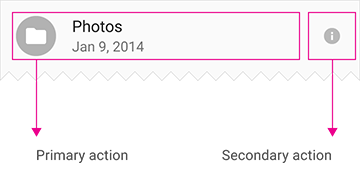 Photos
Jan 9, 2014
Primary action
Secondary action